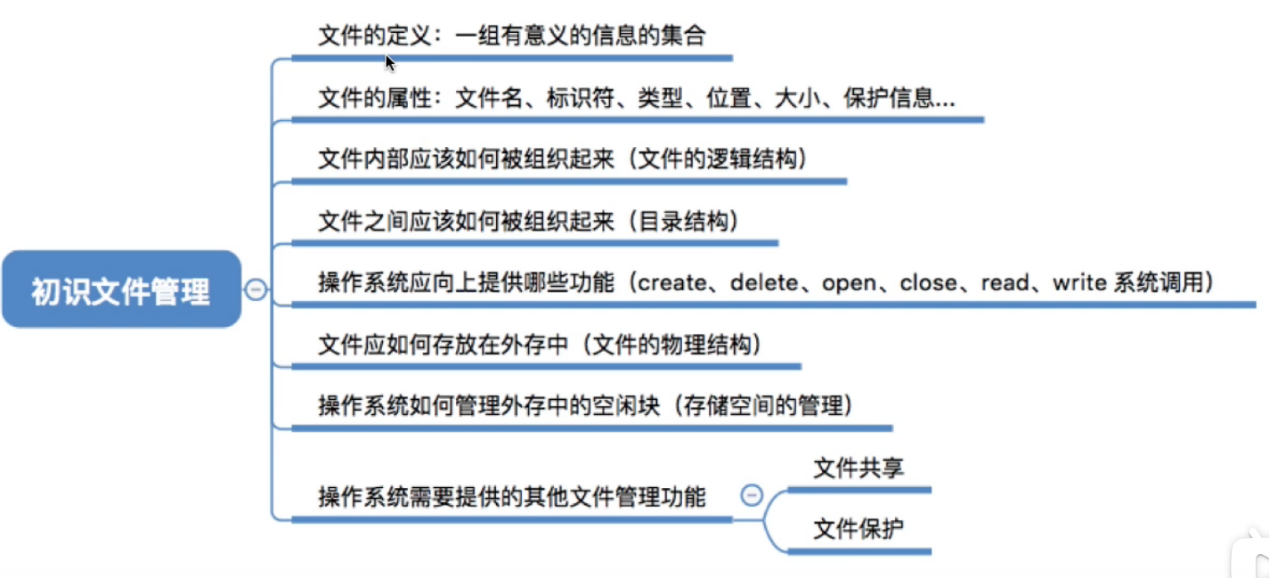 文件的定义：一组有意义的信息的集合
文件的属性：文件名、标识符、类型、位置、大小、保护信息...
文件内部应该如何被组织起来（文件的逻辑结构）
文件之间应该如何被组织起来（目录结构）
初识文件管理
操作系统应向上提供哪些功能（create、delete、open、close、read、write 系统调用）
文件应如何存放在外存中（文件的物理结构）
操作系统如何管理外存中的空闲块（存储空间的管理）
操作系统需要提供的其他文件管理功能
文件共享
文件保护